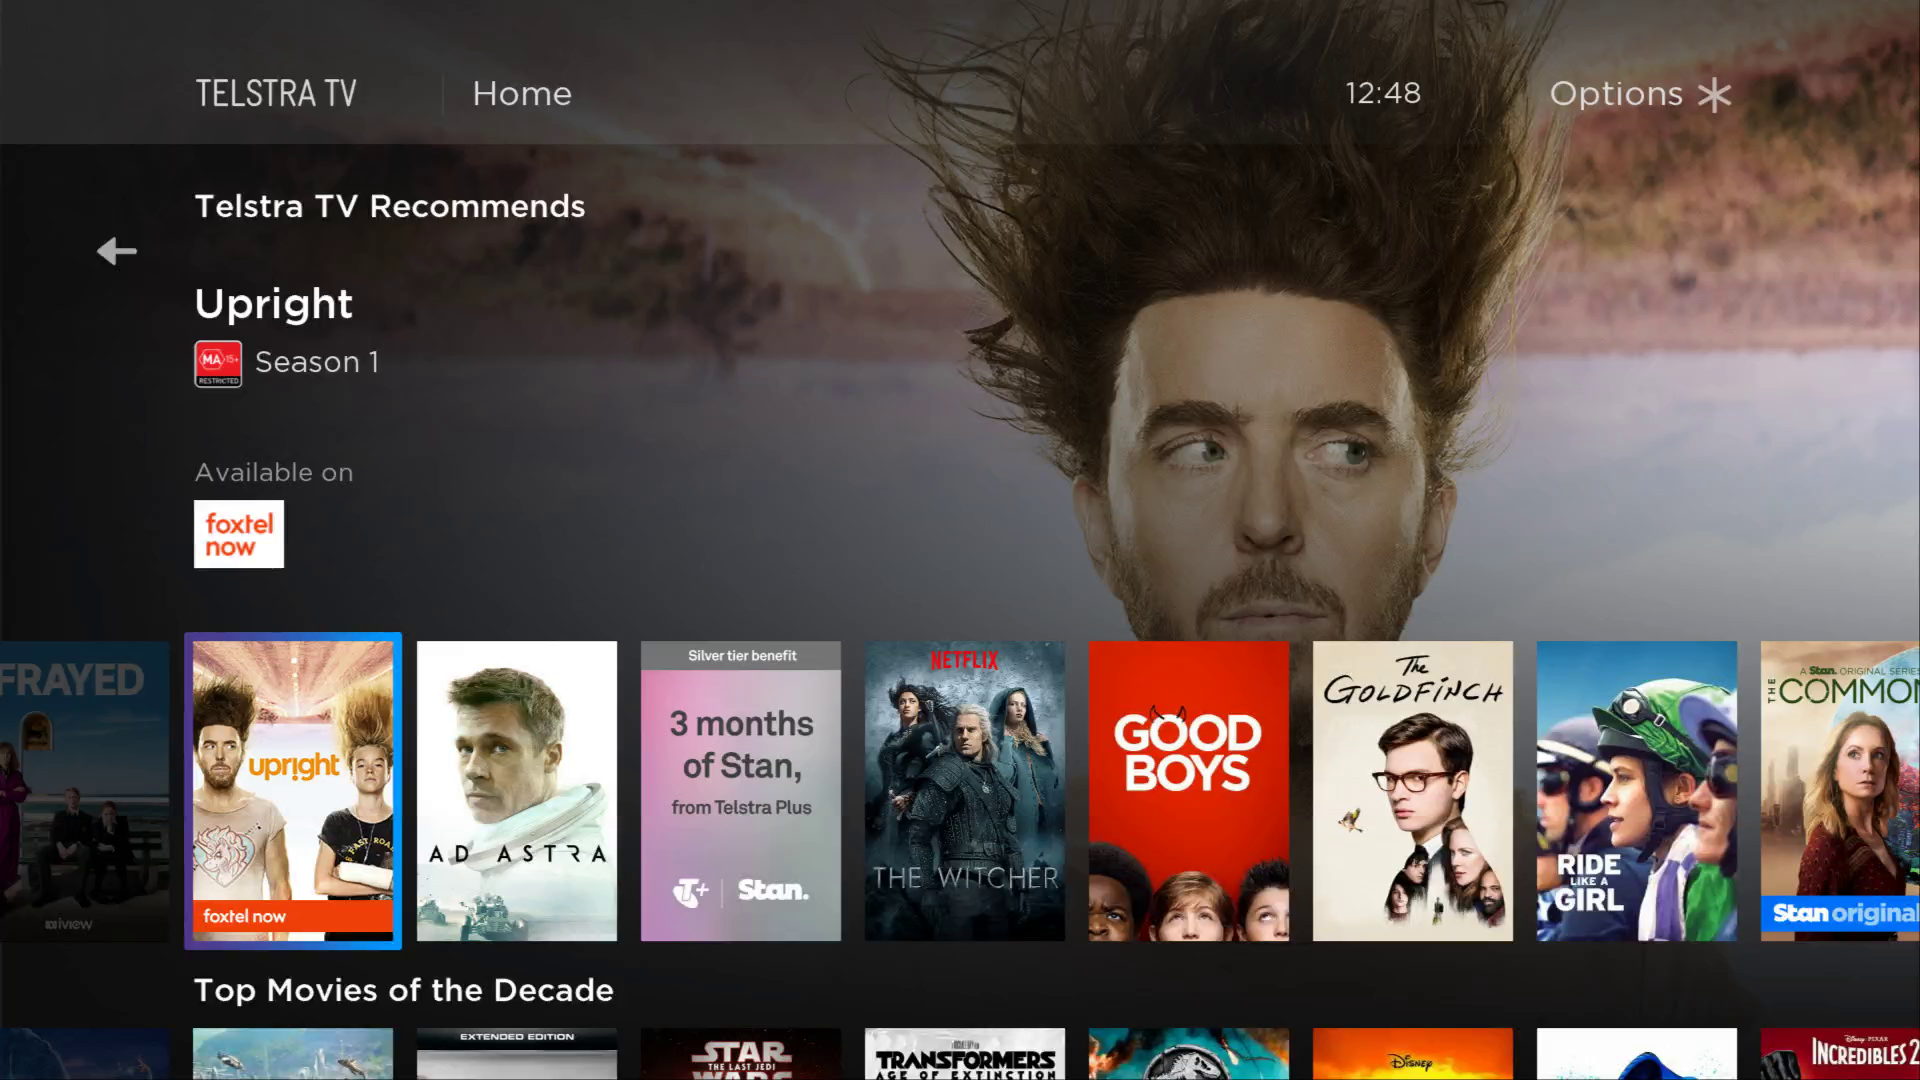 TELSTRA TV
Home
12:48
Options
Telstra TV Recommends
Upright
MA 15+
RESTRICTED
Season 1
Available on
foxtel
now
FRAYED
iview
upright
FAST ROA
foxtel now
AD ASTRA
Silver tier benefit
3 months
of Stan,
from Telstra Plus
T+
Stan.
NETFLIX
THE WITCHER
GOOD
BOYS
The
GOLDFINCH
RIDE
LIKE A
GIRL
A Stan. ORIGINAL SERIES
THE
COMMON
Stan original
Top Movies of the Decade
EXTENDED EDITION
STAR
THE LAST JEDI
WARS
TRANSFORMERS
AGE OF EXTINCTION
DISNEY
DISNEY PIXAR
INCREDIBLES 2